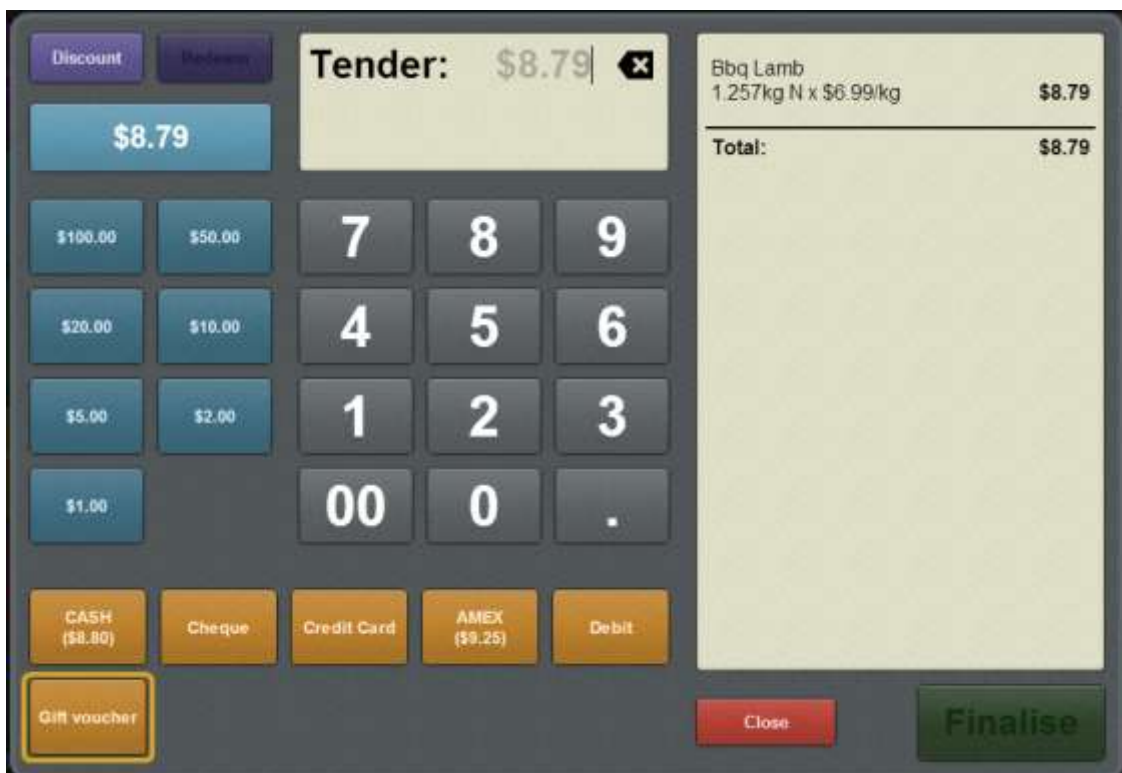 Discount
Redeem
Tender: $8.79
$8.79
Bbq Lamb
1.257kg N x $6.99/kg $8.79
Total: $8.79
$100.00 $50.00
7 8 9
$20.00 $10.00
4 5 6
$5.00 $2.00
1 2 3
$1.00
00 0 .
CASH
($8.80)
Cheque
Credit Card
AMEX
($9.25)
Debit
Gift voucher
Close
Finalise